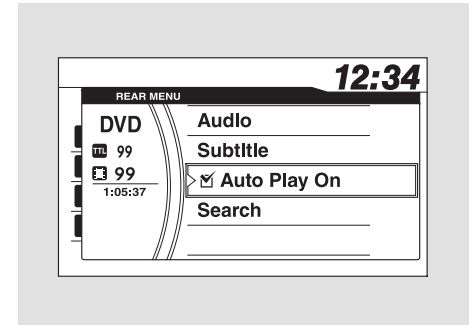 12:34
REAR MENU
DVD
TTL 99
99
1:05:37
Audio
Subtitle
Auto Play On
Search